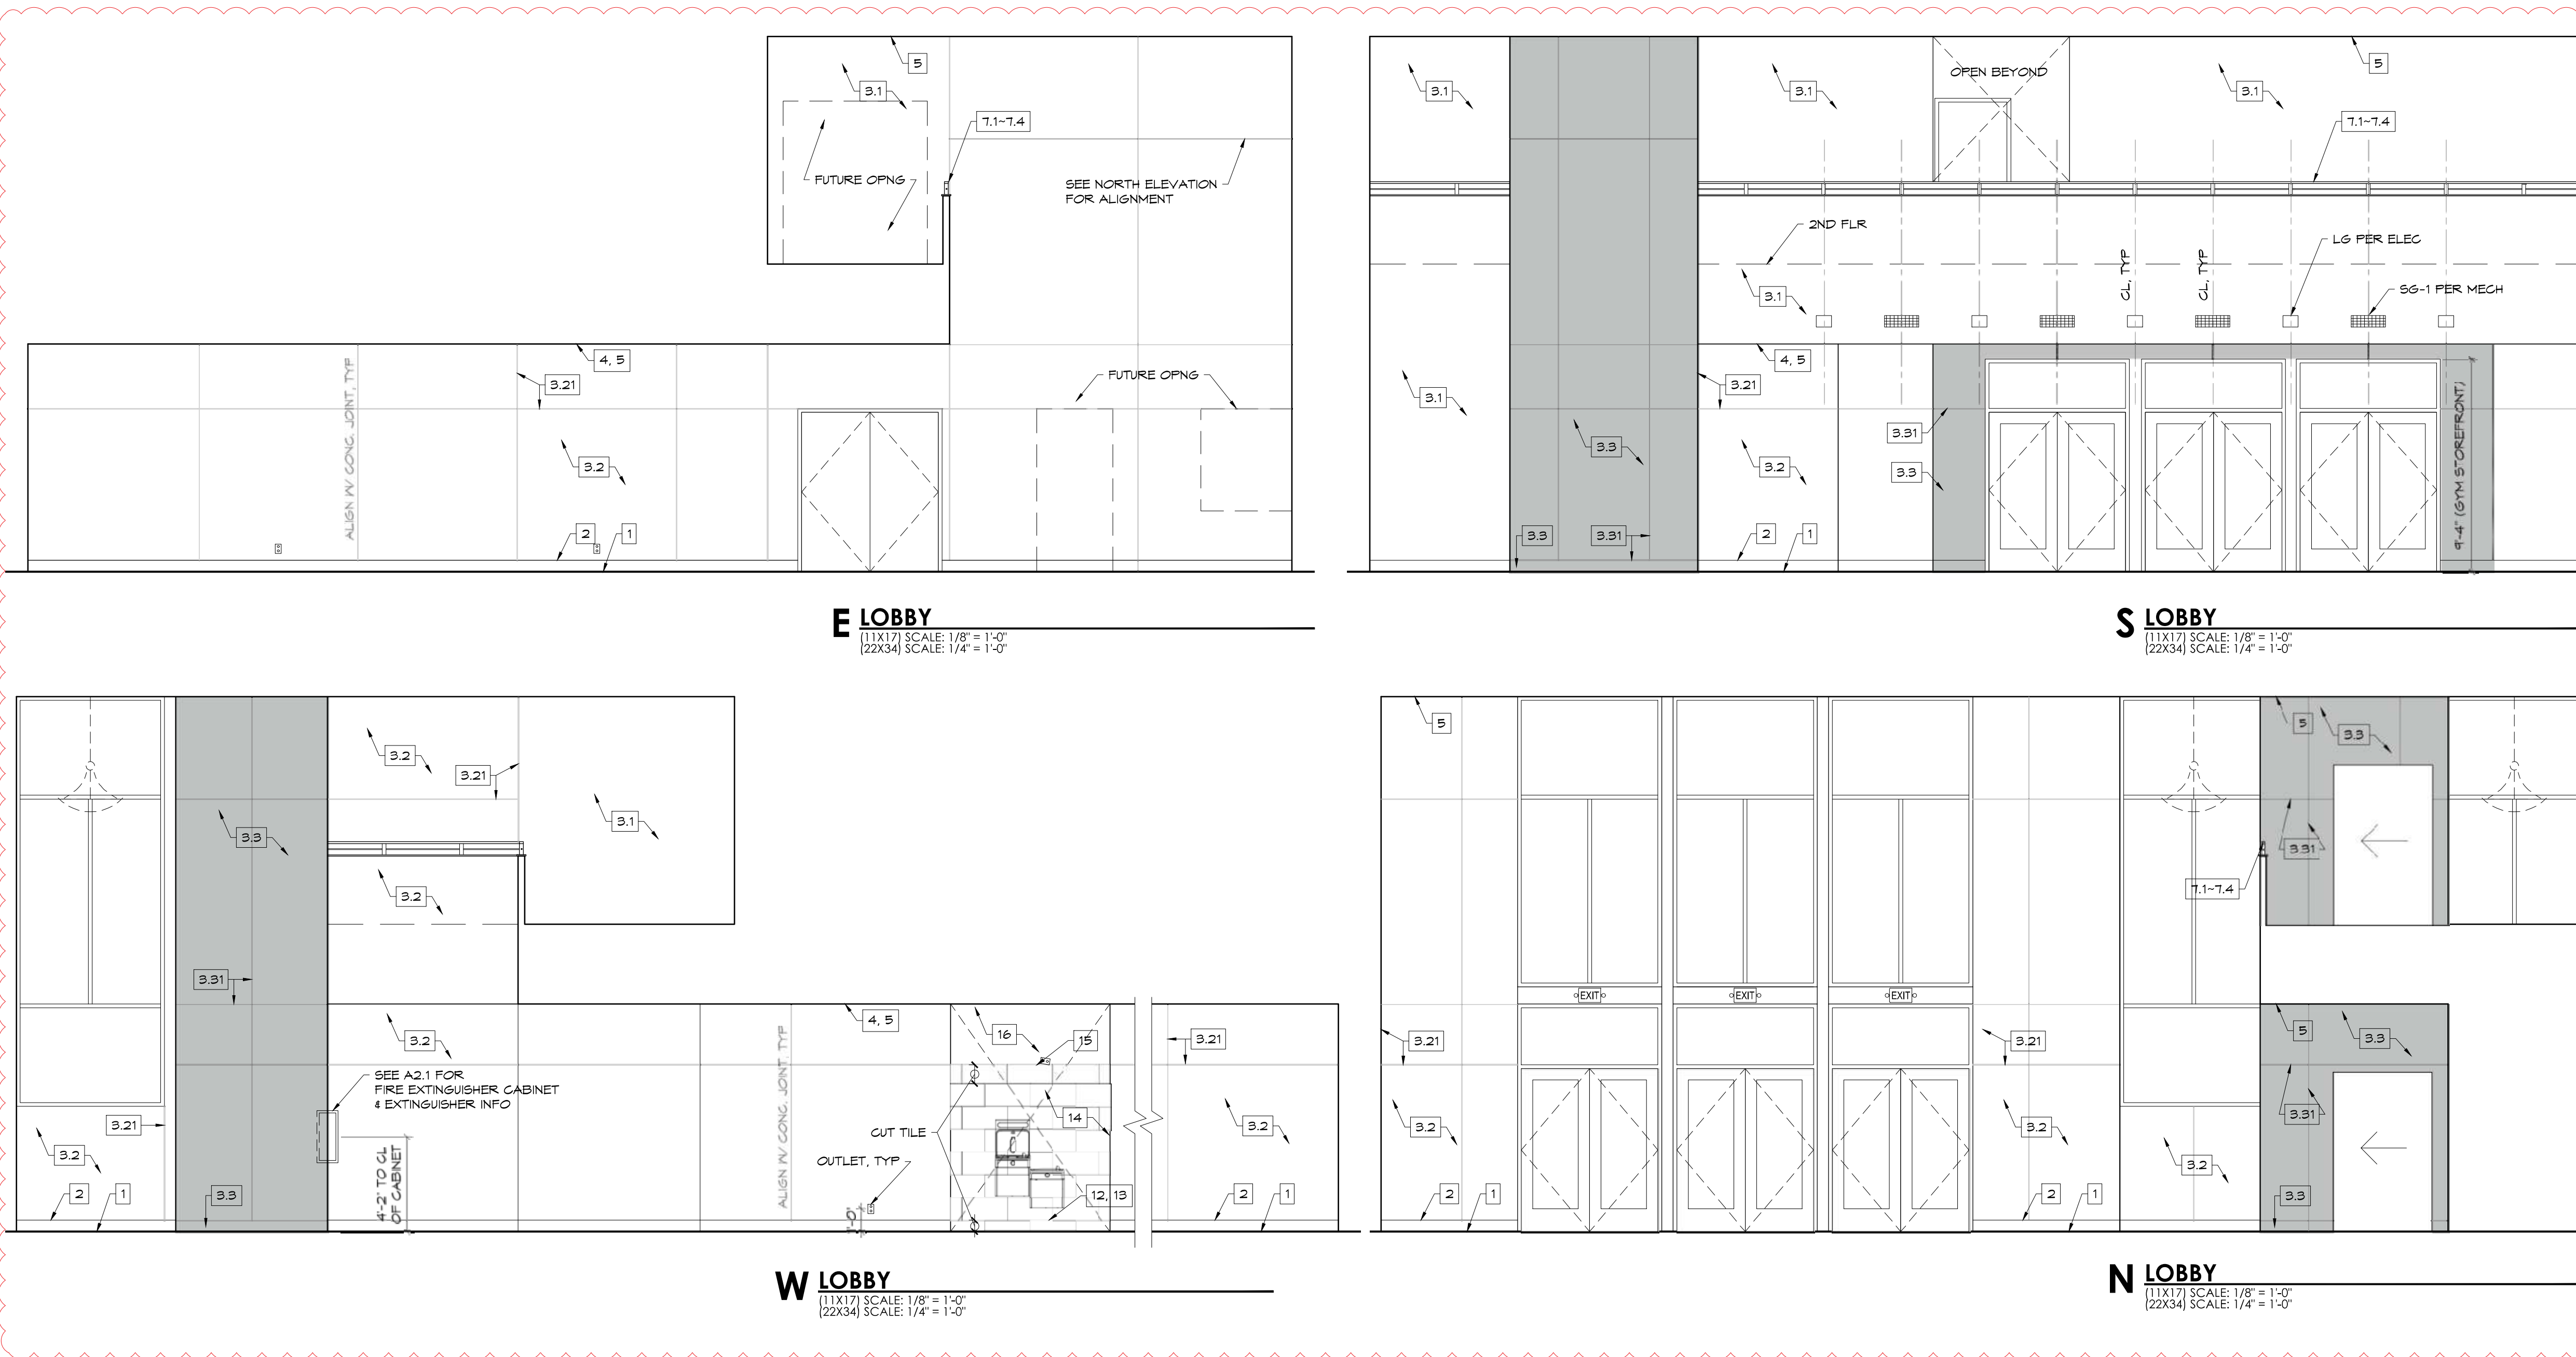 5
3.1
7.1~7.4
FUTURE OPNG
SEE NORTH ELEVATION
FOR ALIGNMENT
4, 5
3.21
ALIGN W/ CONC. JOINT, TYP
FUTURE OPNG
3.2
2
1
E LOBBY
(11X17) SCALE: 1/8" = 1'-0"
(22X34) SCALE: 1/4" = 1'-0"
3.1
3.1
OPEN BEYOND
3.1
5
7.1~7.4
2ND FLR
CL, TYP
CL, TYP
LG PER ELEC
3.1
SG-1 PER MECH
4, 5
3.21
3.1
3.31
3.3
3.2
3.3
9'-4" (GYM STOREFRONT)
3.3
3.31
2
1
S LOBBY
(11X17) SCALE: 1/8" = 1'-0"
(22X34) SCALE: 1/4" = 1'-0"
3.2
3.21
3.1
3.3
3.2
3.31
4, 5
3.2
16
15
3.21
SEE A2.1 FOR
FIRE EXTINGUISHER CABINET
& EXTINGUISHER INFO
ALIGN W/ CONC. JOINT, TYP
14
3.21
CUT TILE
3.2
3.2
OUTLET, TYP
4'-2" TO CL
OF CABINET
2
1
3.3
1'-0"
12, 13
2
1
W LOBBY
(11X17) SCALE: 1/8" = 1'-0"
(22X34) SCALE: 1/4" = 1'-0"
5
5
3.3
3.31
7.1~7.4
EXIT
EXIT
EXIT
3.21
3.21
5
3.3
3.31
3.2
3.2
3.2
2
1
2
1
3.3
N LOBBY
(11X17) SCALE: 1/8" = 1'-0"
(22X34) SCALE: 1/4" = 1'-0"